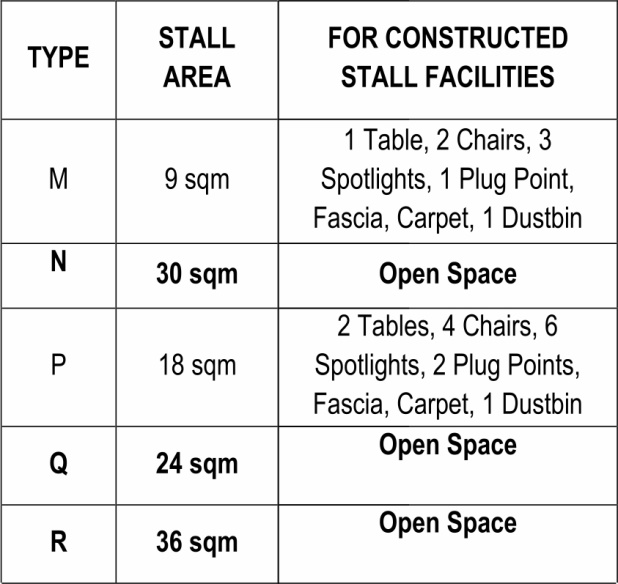 TYPE
STALL
AREA
FOR CONSTRUCTED
STALL FACILITIES
M
9 sqm
1 Table, 2 Chairs, 3
Spotlights, 1 Plug Point,
Fascia, Carpet, 1 Dustbin
N
30 sqm
Open Space
P
18 sqm
2 Tables, 4 Chairs, 6
Spotlights, 2 Plug Points,
Fascia, Carpet, 1 Dustbin
Q
24 sqm
Open Space
R
36 sqm
Open Space